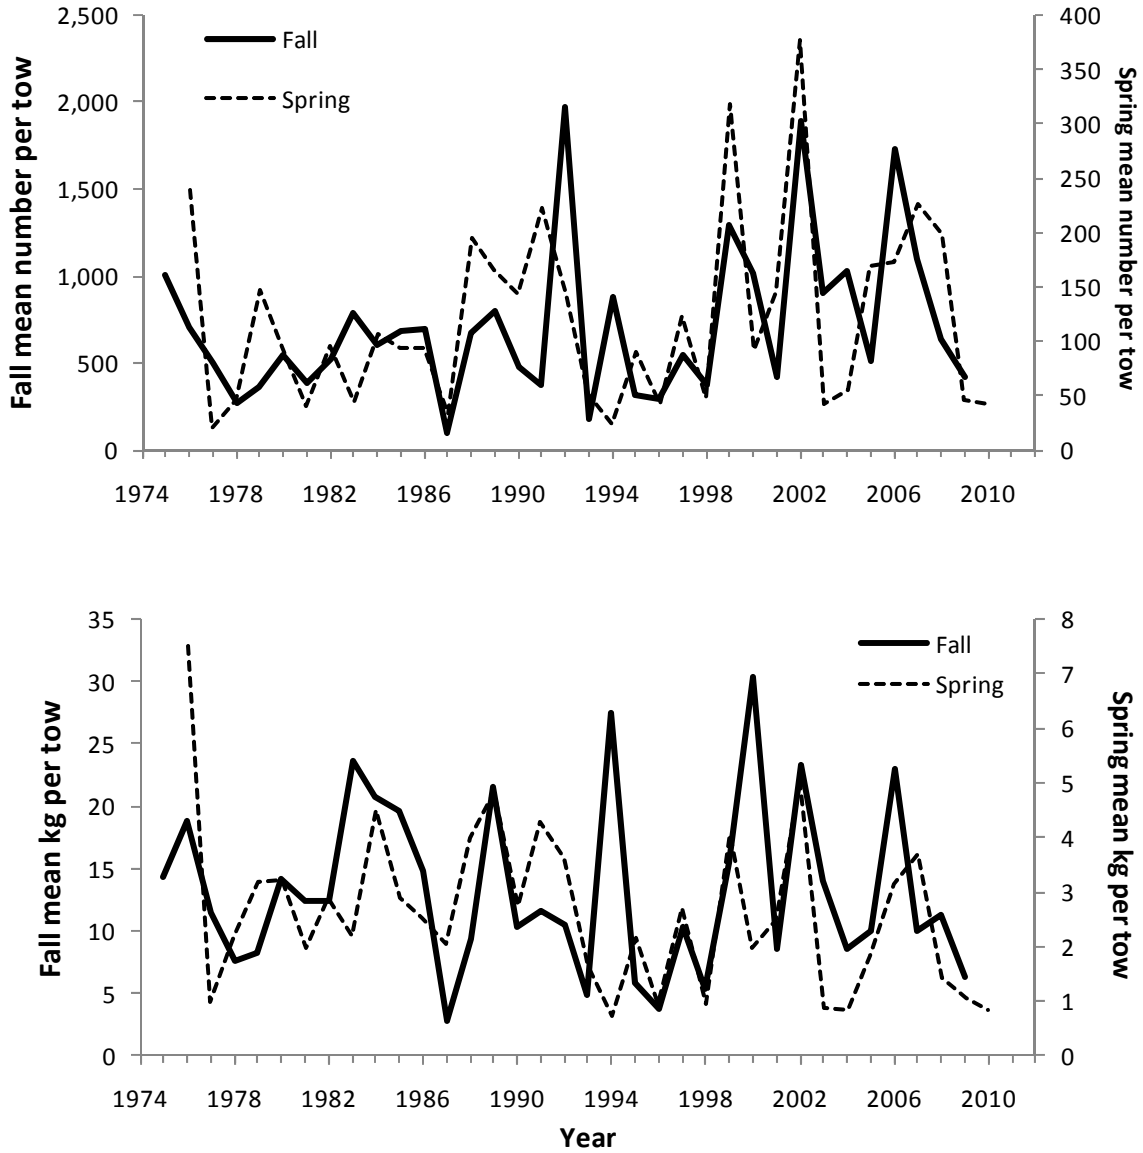 Fall mean number per tow
2,500
2,000
1,500
1,000
500
0
Fall
Spring
400
350
300
250
200
150
100
50
0
Spring mean number per tow
1974 1978 1982 1986 1990 1994 1998 2002 2006 2010
Fall mean kg per tow
35
30
25
20
15
10
5
0
Fall
Spring
8
7
6
5
4
3
2
1
0
Spring mean kg per tow
1974 1978 1982 1986 1990 1994 1998 2002 2006 2010
Year